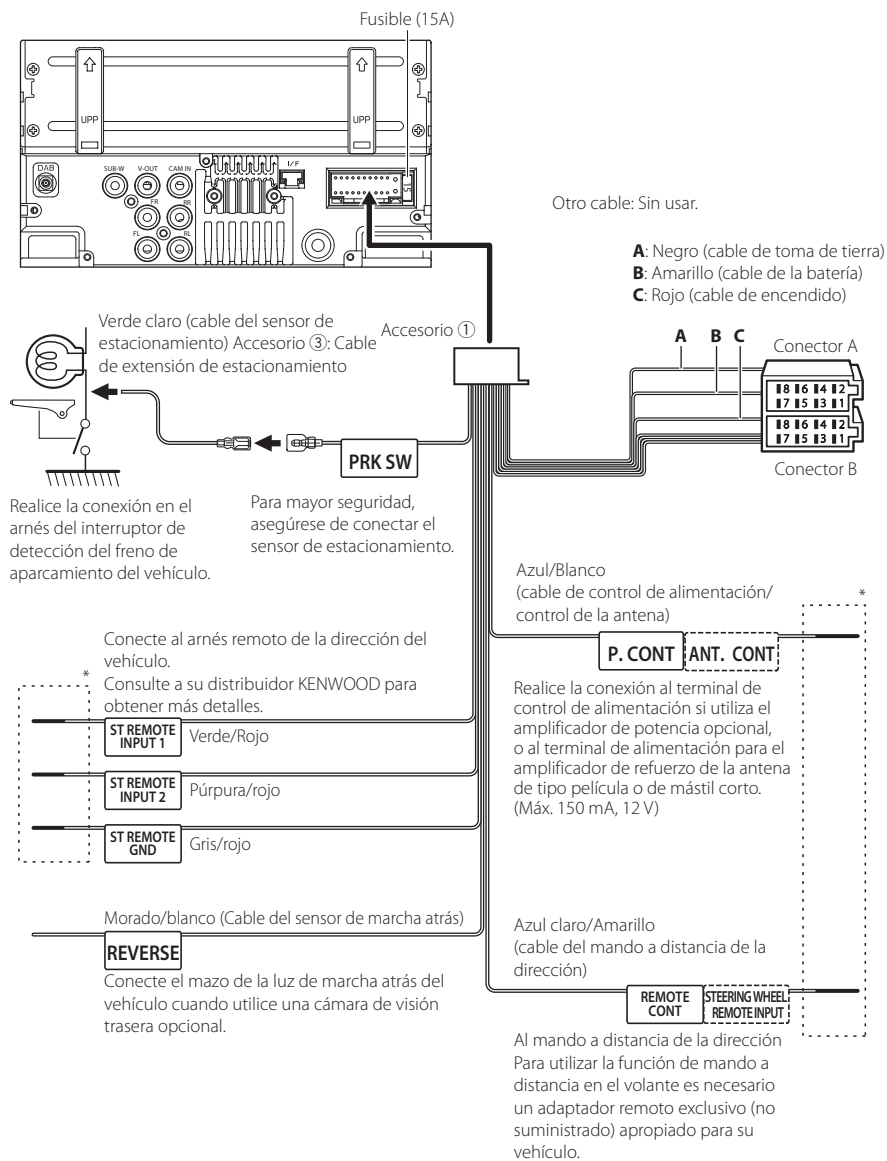 Fusible (15A)
UPP
UPP
DAB
SUB-W
V-OUT
CAM IN
I/F
15
FR
RR
FL
RL
Otro cable: Sin usar.
A: Negro (cable de toma de tierra)
B: Amarillo (cable de la batería)
C: Rojo (cable de encendido)
Verde claro (cable del sensor de
estacionamiento) Accesorio ③: Cable
de extensión de estacionamiento
Accesorio ①
A B C
Conector A
8 6 4 2
7 5 3 1
8 6 4 2
7 5 3 1
Conector B
PRK SW
Realice la conexión en el
arnés del interruptor de
detección del freno de
aparcamiento del vehículo.
Para mayor seguridad,
asegúrese de conectar el
sensor de estacionamiento.
Azul/Blanco
(cable de control de alimentación/
control de la antena)
*
P. CONT
ANT. CONT
Realice la conexión al terminal de
control de alimentación si utiliza el
amplificador de potencia opcional,
o al terminal de alimentación para el
amplificador de refuerzo de la antena
de tipo película o de mástil corto.
(Máx. 150 mA, 12 V)
Conecte al arnés remoto de la dirección del
vehículo.
Consulte a su distribuidor KENWOOD para
obtener más detalles.
*
ST REMOTE
INPUT 1
Verde/Rojo
ST REMOTE
INPUT 2
Púrpura/rojo
ST REMOTE
GND
Gris/rojo
Morado/blanco (Cable del sensor de marcha atrás)
REVERSE
Conecte el mazo de la luz de marcha atrás del
vehículo cuando utilice una cámara de visión
trasera opcional.
Azul claro/Amarillo
(cable del mando a distancia de la
dirección)
REMOTE
CONT
STEERING WHEEL
REMOTE INPUT
Al mando a distancia de la dirección
Para utilizar la función de mando a
distancia en el volante es necesario
un adaptador remoto exclusivo (no
suministrado) apropiado para su
vehículo.